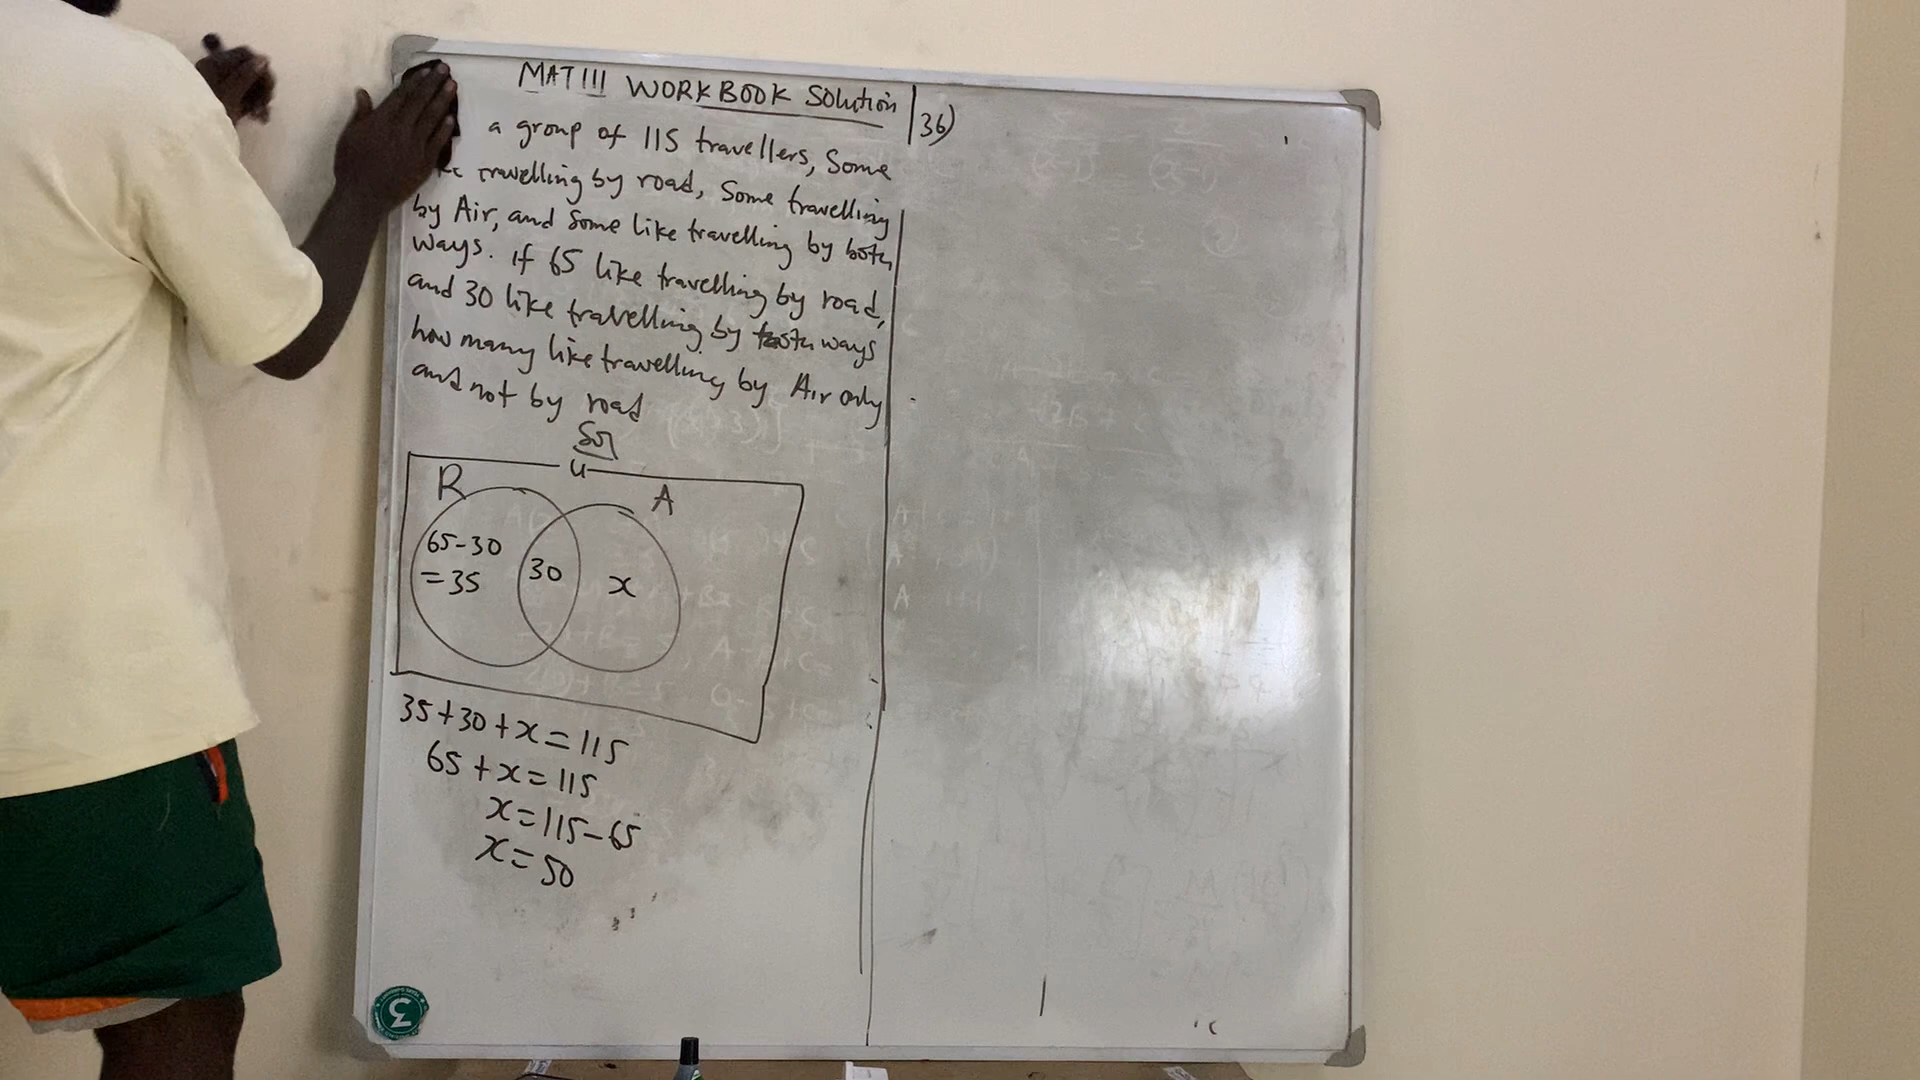 MAT111 WORKBOOK Solution
a group of 115 travellers, Some
travelling by road, Some travelling
by Air, and Some like travelling by both
ways. If 65 like travelling by road,
and 30 like travelling by both ways
how many like travelling by Air only
and not by road
Sol
U
R
A
65-30
=35
30
x
35+30+x=115
65+x=115
x=115-65
x=50
36)